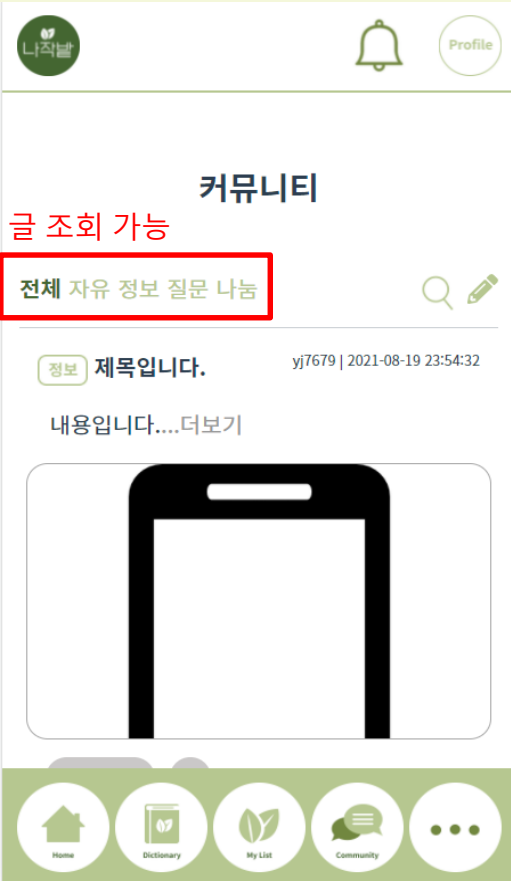 나작밭
Profile
커뮤니티
글 조회 가능
전체 자유 정보 질문 나눔
정보 제목입니다. yj7679 | 2021-08-19 23:54:32
내용입니다....더보기
Home Dictionary My List Community